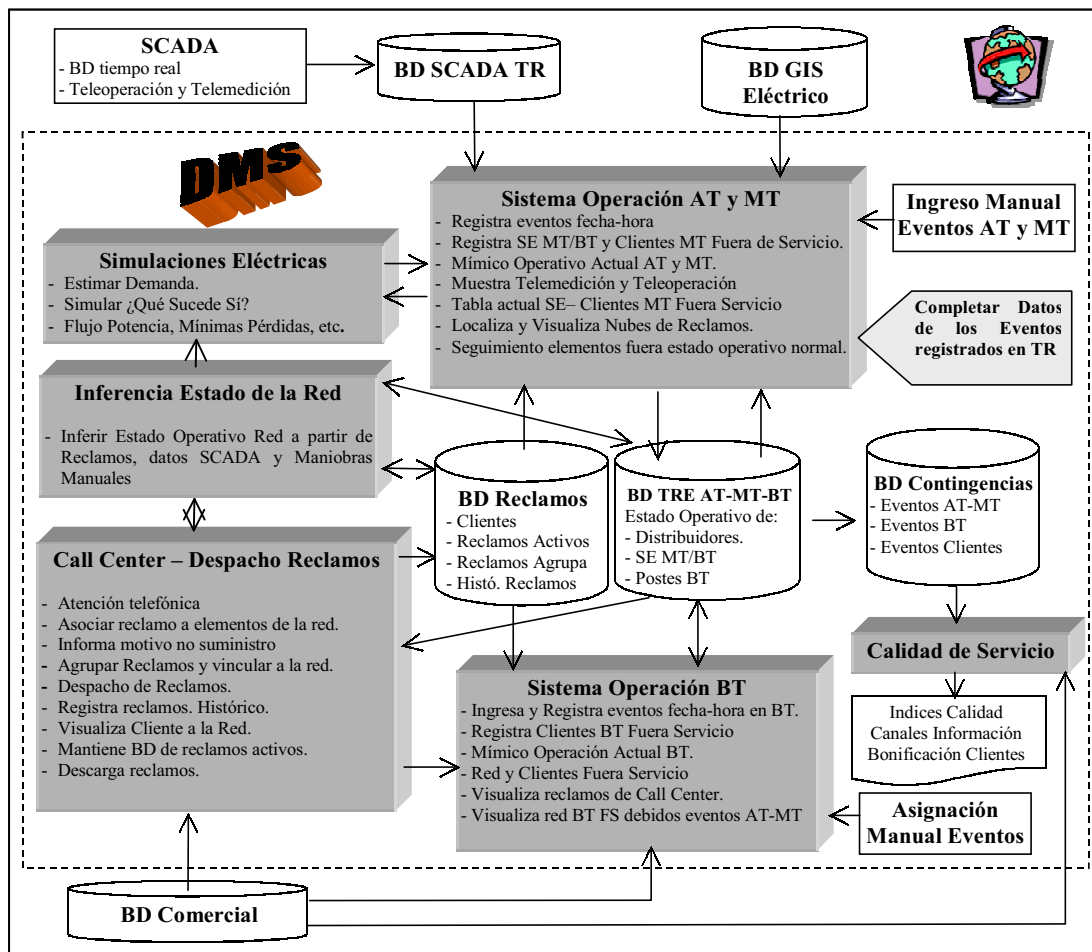 SCADA
- BD tiempo real
- Teleoperación y Telemedición
BD SCADA TR
BD GIS
Eléctrico
DMS
Sistema Operación AT y MT
- Registra eventos fecha-hora
- Registra SE MT/BT y Clientes MT Fuera de Servicio.
- Mímico Operativo Actual AT y MT.
- Muestra Telemedición y Teleoperación
- Tabla actual SE– Clientes MT Fuera Servicio
- Localiza y Visualiza Nubes de Reclamos.
- Seguimiento elementos fuera estado operativo normal.
Ingreso Manual
Eventos AT y MT
Completar Datos
de los Eventos
registrados en TR
Simulaciones Eléctricas
- Estimar Demanda.
- Simular ¿Qué Sucede Sí?
- Flujo Potencia, Mínimas Pérdidas, etc.
Inferencia Estado de la Red
- Inferir Estado Operativo Red a partir de
Reclamos, datos SCADA y Maniobras
Manuales
BD Reclamos
- Clientes
- Reclamos Activos
- Reclamos Agrupa
- Histó. Reclamos
BD TRE AT-MT-BT
Estado Operativo de:
- Distribuidores.
- SE MT/BT
- Postes BT
BD Contingencias
- Eventos AT-MT
- Eventos BT
- Eventos Clientes
Call Center – Despacho Reclamos
- Atención telefónica
- Asociar reclamo a elementos de la red.
- Informa motivo no suministro
- Agrupar Reclamos y vincular a la red.
- Despacho de Reclamos.
- Registra reclamos. Histórico.
- Visualiza Cliente a la Red.
- Mantiene BD de reclamos activos.
- Descarga reclamos.
Calidad de Servicio
Indices Calidad
Canales Información
Bonificación Clientes
Sistema Operación BT
- Ingresa y Registra eventos fecha-hora en BT.
- Registra Clientes BT Fuera Servicio
- Mímico Operación Actual BT.
- Red y Clientes Fuera Servicio
- Visualiza reclamos de Call Center.
- Visualiza red BT FS debidos eventos AT-MT
Asignación
Manual Eventos
BD Comercial